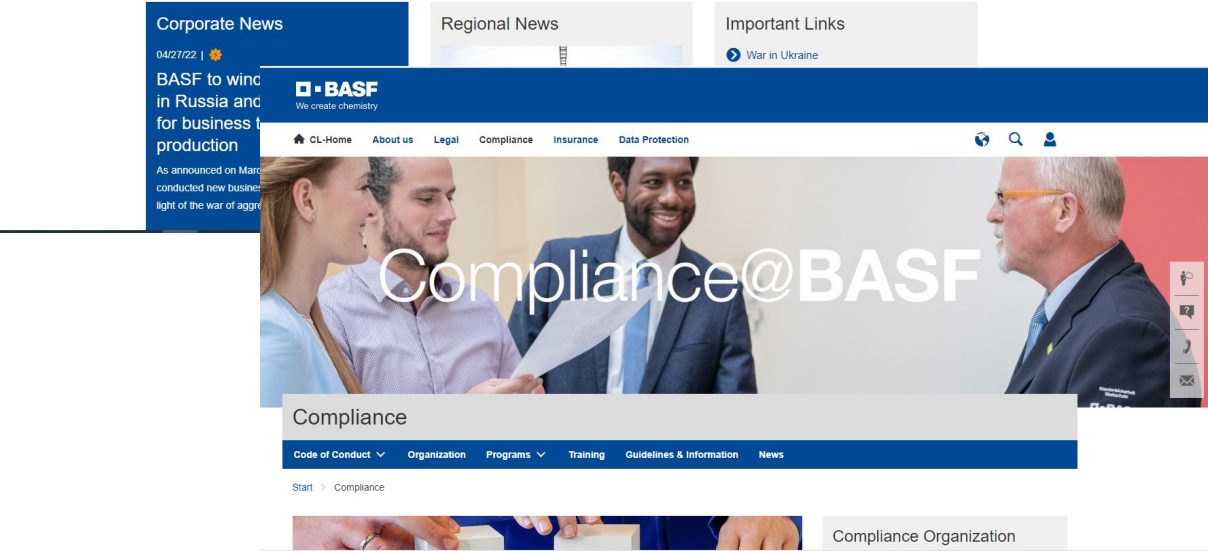 Corporate News
Regional News
Important Links
04/27/22 |
War in Ukraine
BASF to wind
in Russia and
for business t
production
As announced on Marc
conducted new busine
light of the war of aggre
BASF
We create chemistry
CL-Home About us Legal Compliance Insurance Data Protection
Compliance@BASF
Compliance
Code of Conduct Organization Programs Training Guidelines & Information News
Start Compliance
Compliance Organization